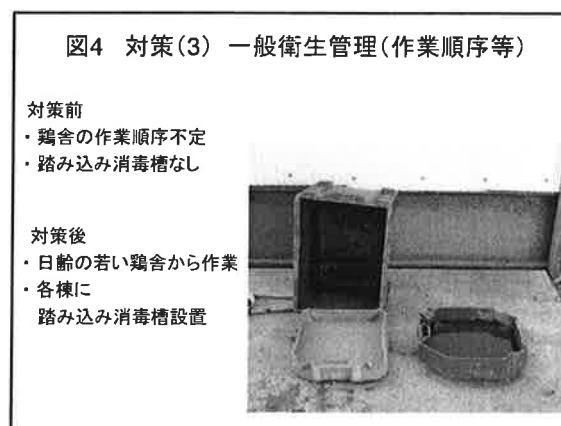 図4　対策(3)　一般衛生管理(作業順序等)
対策前
・鶏舎の作業順序不定
・踏み込み消毒槽なし
対策後
・日齢の若い鶏舎から作業
・各棟に
踏み込み消毒槽設置